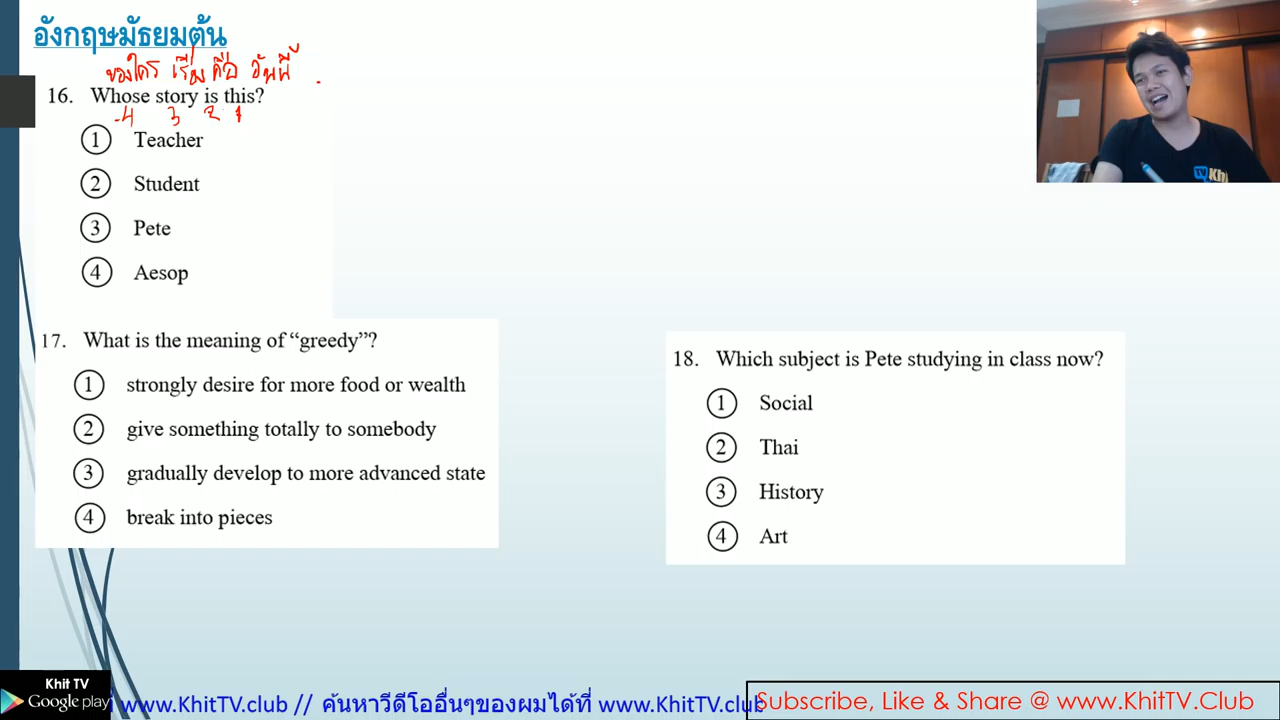 อังกฤษมัธยมต้น
ของใคร เรื่อง คือ อันนี้
16. Whose story is this?
4 3 2 1
1 Teacher
2 Student
3 Pete
4 Aesop
17. What is the meaning of “greedy”?
1 strongly desire for more food or wealth
2 give something totally to somebody
3 gradually develop to more advanced state
4 break into pieces
18. Which subject is Pete studying in class now?
1 Social
2 Thai
3 History
4 Art
Khit TV
Google play
www.KhitTV.club // ค้นหาวีดีโออื่นๆของผมได้ที่ www.KhitTV.club
Subscribe, Like & Share @ www.KhitTV.Club